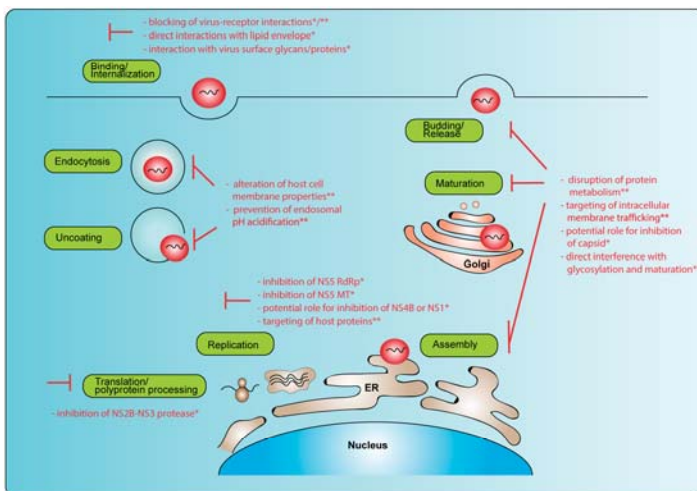 - blocking of virus-receptor interactions*/**
- direct interactions with lipid envelope*
- interaction with virus surface glycans/proteins*
Binding/
Internalization
Budding/
Release
Endocytosis
- alteration of host cell
membrane properties**
- prevention of endosomal
pH acidification**
Uncoating
Maturation
Golgi
- disruption of protein
metabolism**
- targeting of intracellular
membrane trafficking**
- potential role for inhibition
of capsid*
- direct interference with
glycosylation and maturation*
- inhibition of NS5 RdRp*
- inhibition of NS5 MT*
- potential role for inhibition of NS4B or NS1*
- targeting of host proteins**
Replication
Assembly
ER
Translation/
polyprotein processing
- inhibition of NS2B-NS3 protease*
Nucleus